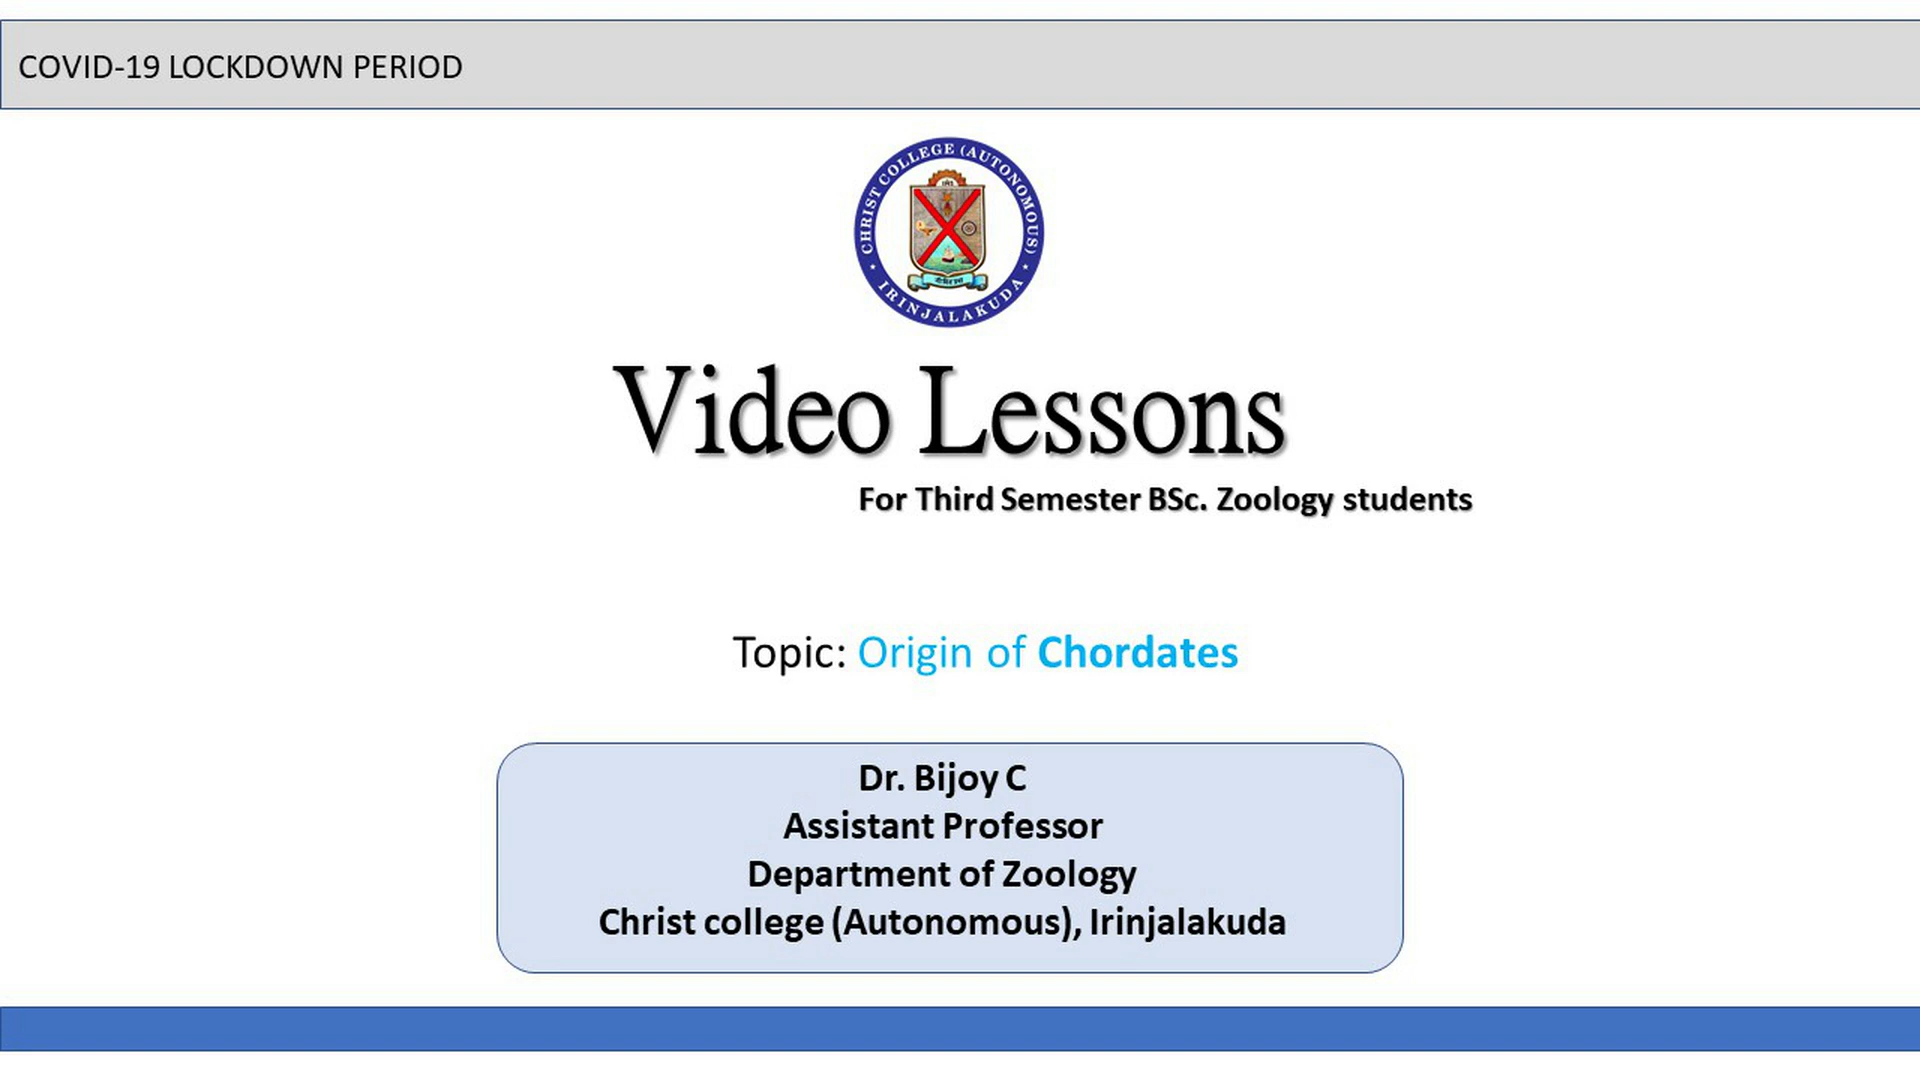 COVID-19 LOCKDOWN PERIOD
CHRIST COLLEGE (AUTONOMOUS)
IRINJALAKUDA
Video Lessons
For Third Semester BSc. Zoology students
Topic: Origin of Chordates
Dr. Bijoy C
Assistant Professor
Department of Zoology
Christ college (Autonomous), Irinjalakuda